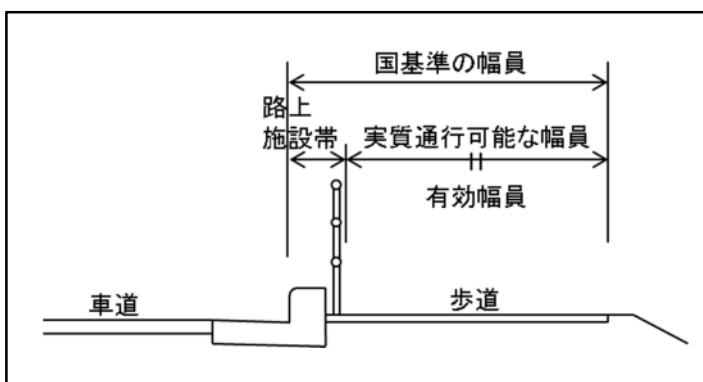 国基準の幅員
路上
施設帯
実質通行可能な幅員
有効幅員
車道
歩道